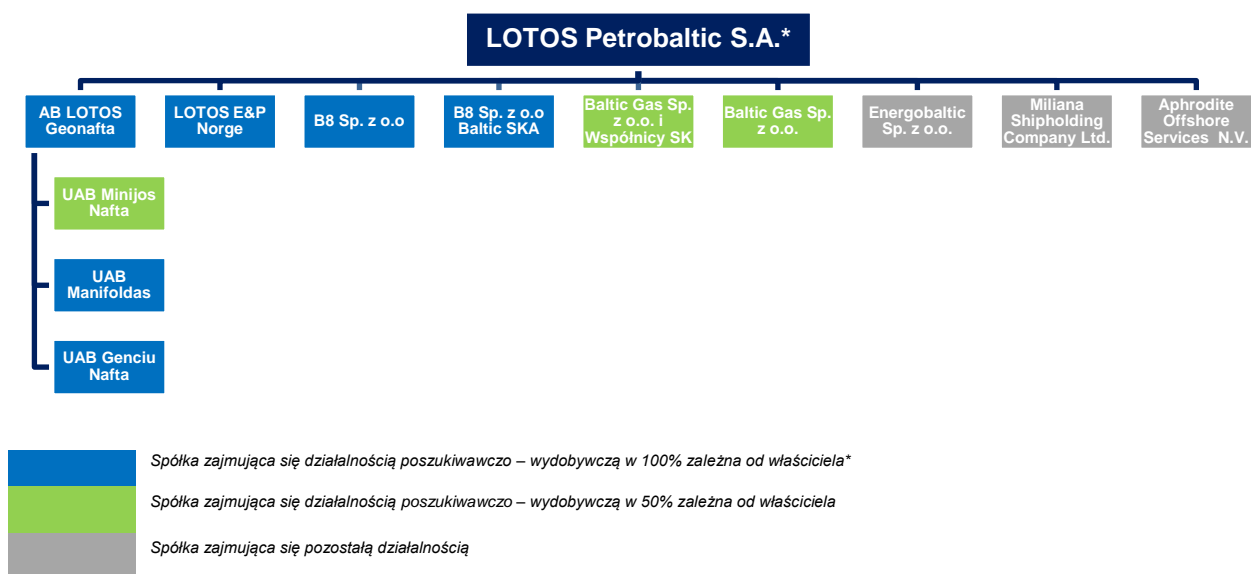 LOTOS Petrobaltic S.A.*
AB LOTOS
Geonafta
LOTOS E&P
Norge
B8 Sp. z o.o
B8 Sp. z o.o
Baltic SKA
Baltic Gas Sp.
z o.o. i
Wspólnicy SK
Baltic Gas Sp.
z o.o.
Energobaltic
Sp. z o.o.
Miliana
Shipholding
Company Ltd.
Aphrodite
Offshore
Services N.V.
UAB Minijos
Nafta
UAB
Manifoldas
UAB Genciu
Nafta
Spółka zajmująca się działalnością poszukiwawczo – wydobywczą w 100% zależna od właściciela*
Spółka zajmująca się działalnością poszukiwawczo – wydobywczą w 50% zależna od właściciela
Spółka zajmująca się pozostałą działalnością